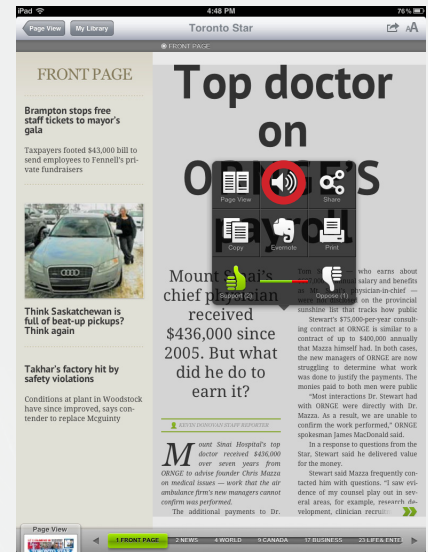 iPad
4:48 PM
76%
Page View
My Library
Toronto Star
AA
FRONT PAGE
FRONT PAGE
Brampton stops free
staff tickets to mayor's
gala
Taxpayers footed $43,000 bill to
send employees to Fennell's pri-
vate fundraisers
Think Saskatchewan is
full of beat-up pickups?
Think again
Takhar's factory hit by
safety violations
Conditions at plant in Woodstock
have since improved, says con-
tender to replace Mcguinty
Top doctor
on
ORNGE'S
payroll
Page View
Share
Copy
Evernote
Print
Support (2)
Oppose (1)
Mount Sinai's
chief physician
received
$436,000 since
2005. But what
did he do to
earn it?
KEVIN DONOVAN STAFF REPORTER
Mount Sinai Hospital's top
doctor received $436,000
over seven years from
ORNGE to advise founder Chris Mazza
on medical issues — work that the air
ambulance firm's new managers cannot
confirm was performed.
The additional payments to Dr.
who earns about
salary and benefits
physician-in-chief —
on the provincial
sunshine list that tracks how public
Stewart's $75,000-per-year consult-
ing contract at ORNGE is similar to a
contract of up to $400,000 annually
that Mazza himself had. In both cases,
the new managers of ORNGE are now
struggling to determine what work
was done to justify the payments. The
monies paid to both men were public
"Most interactions Dr. Stewart had
with ORNGE were directly with Dr.
Mazza. As a result, we are unable to
confirm the work performed," ORNGE
spokesman James MacDonald said.
In a response to questions from the
Star, Stewart said he delivered value
for the money.
Stewart said Mazza frequently con-
tacted him with questions. "I saw evi-
dence of my counsel play out in sev-
eral areas, for example, research de-
velopment, clinician recruit
Page View
1 FRONT PAGE
2 NEWS
4 WORLD
9 CANADA
17 BUSINESS
23 LIFE& ENTE